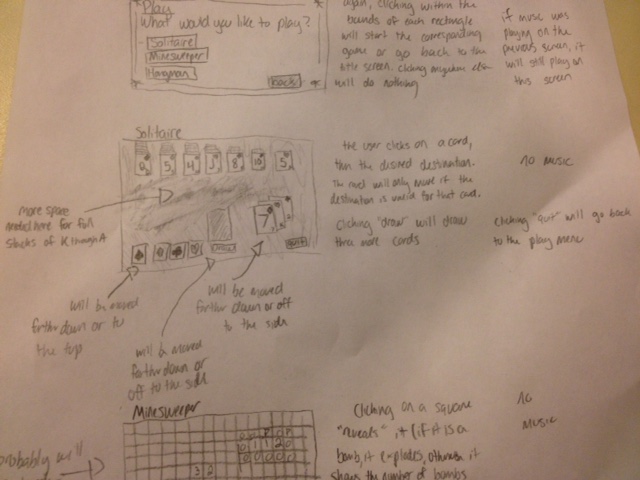 Play
What would you like to play?
Solitaire
Minesweeper
Hangman
Back
Again, clicking within the
bounds of each rectangle
will start the corresponding
game or go back to the
title screen. Clicking anywhere else
will do nothing
if music was
playing on the
previous screen, it
will still play on
this screen
Solitaire
5
10
8
J
4
5
7
QUIT
the user clicks on a card,
then the desired destination.
The card will only move if the
destination is valid for that card.
Clicking "draw" will draw
three more cards
no music
Clicking "quit" will go back
to the play menu
more space
needed here for full
stacks of K through A
will be moved
further down or to
the top
will be moved
further down or
off to the side
will be moved
further down or off
to the side
Minesweeper
Clicking on a square
"reveals" it, if it is a
bomb, it explodes, otherwise it
shows the number of bombs
no
music
probably will